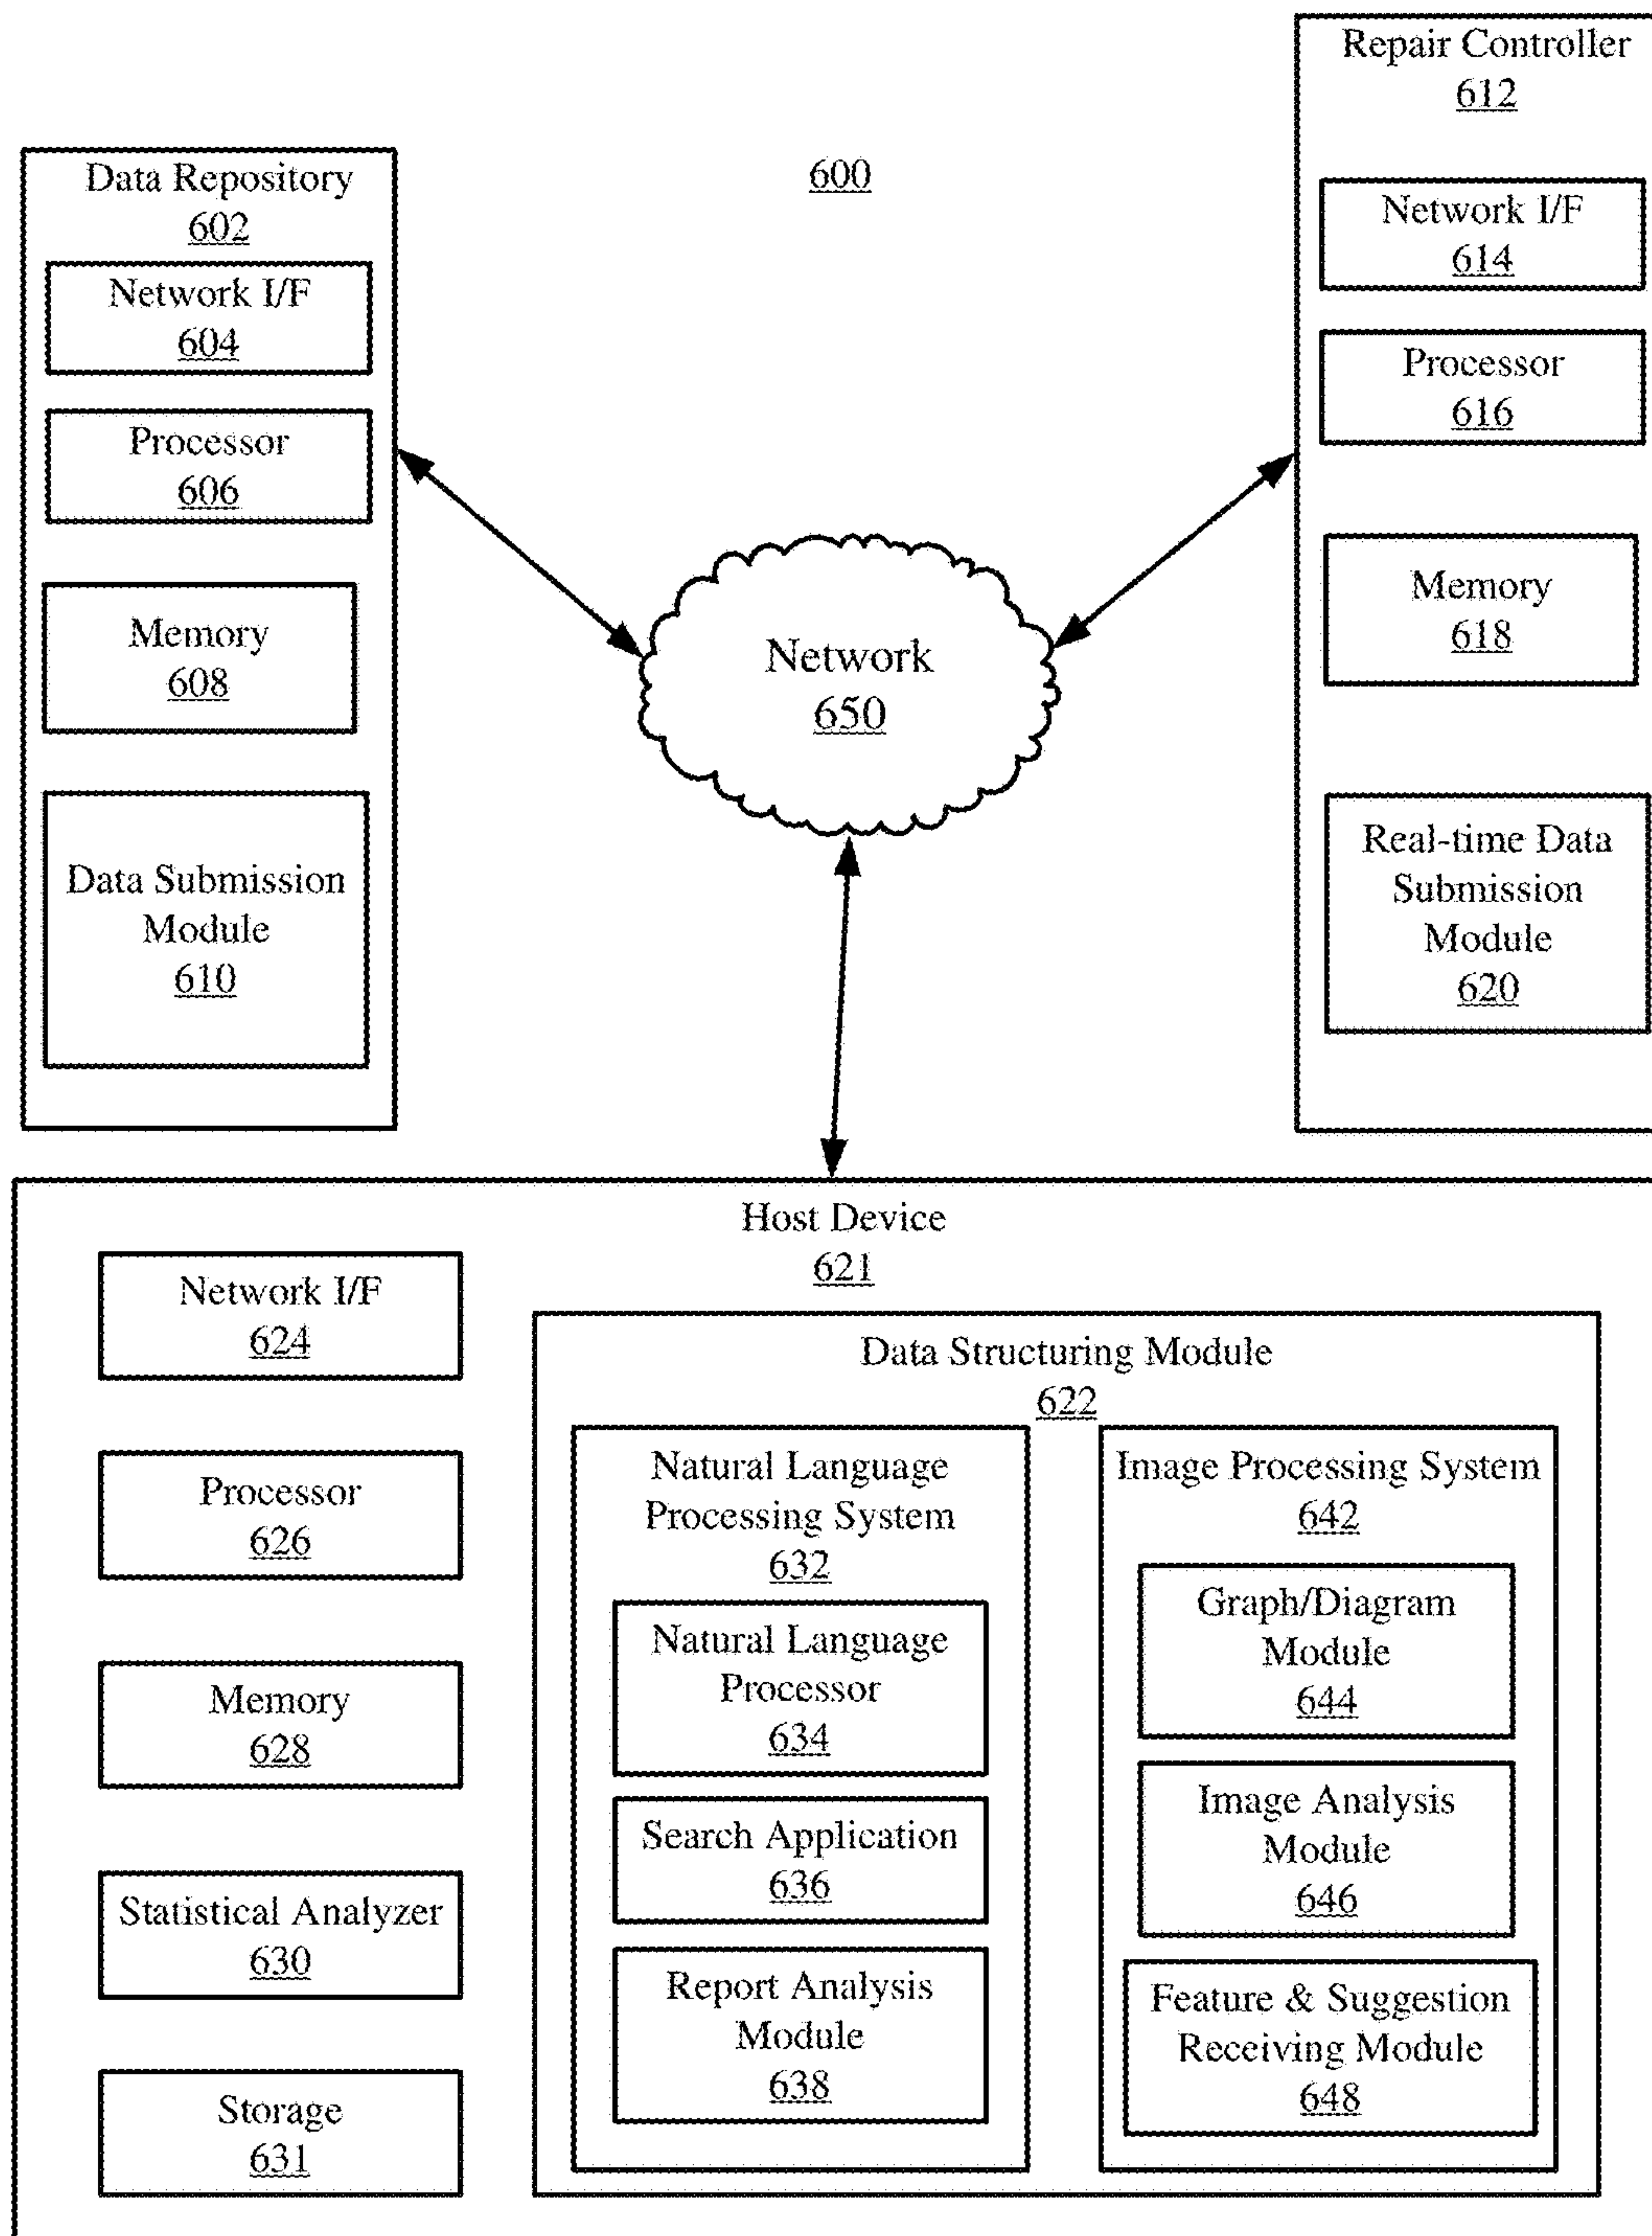 600
Data Repository
602
Network I/F
604
Processor
606
Memory
608
Data Submission
Module
610
Repair Controller
612
Network I/F
614
Processor
616
Memory
618
Real-time Data
Submission
Module
620
Network
650
Host Device
621
Network I/F
624
Processor
626
Memory
628
Statistical Analyzer
630
Storage
631
Data Structuring Module
622
Natural Language
Processing System
632
Natural Language
Processor
634
Search Application
636
Report Analysis
Module
638
Image Processing System
642
Graph/Diagram
Module
644
Image Analysis
Module
646
Feature & Suggestion
Receiving Module
648